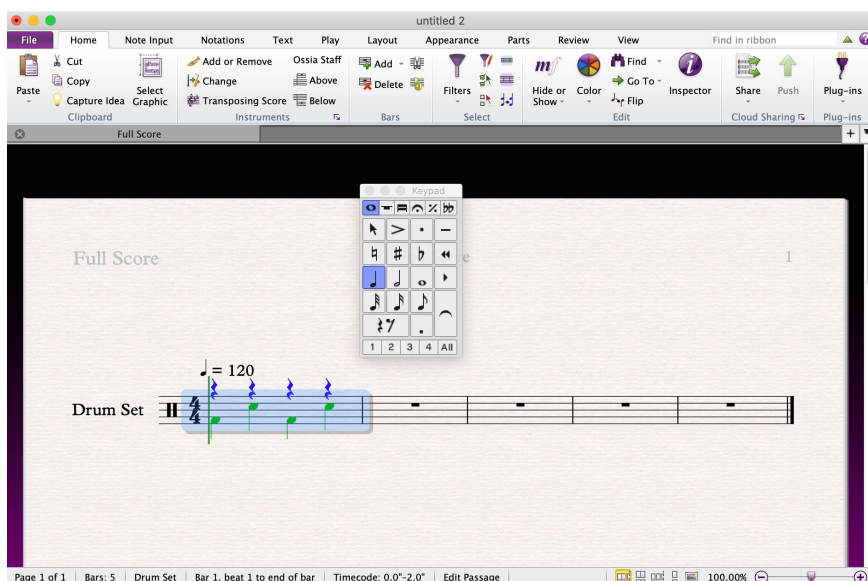 untitled 2
File Home Note Input Notations Text Play Layout Appearance Parts Review View Find in ribbon
Cut Add or Remove Ossia Staff Add Find
Copy Change Above Go To
Paste Capture Idea Select Graphic Transposing Score Below Delete Filters Hide or Show Color Flip Inspector Share Push Plug-ins
Clipboard Instruments Bars Select Edit Cloud Sharing Plug-ins
Full Score
Keypad
Full Score e 1
1 2 3 4 All
= 120
Drum Set 4/4
Page 1 of 1 Bars: 5 Drum Set Bar 1, beat 1 to end of bar Timecode: 0.0"-2.0" Edit Passage 100.00%